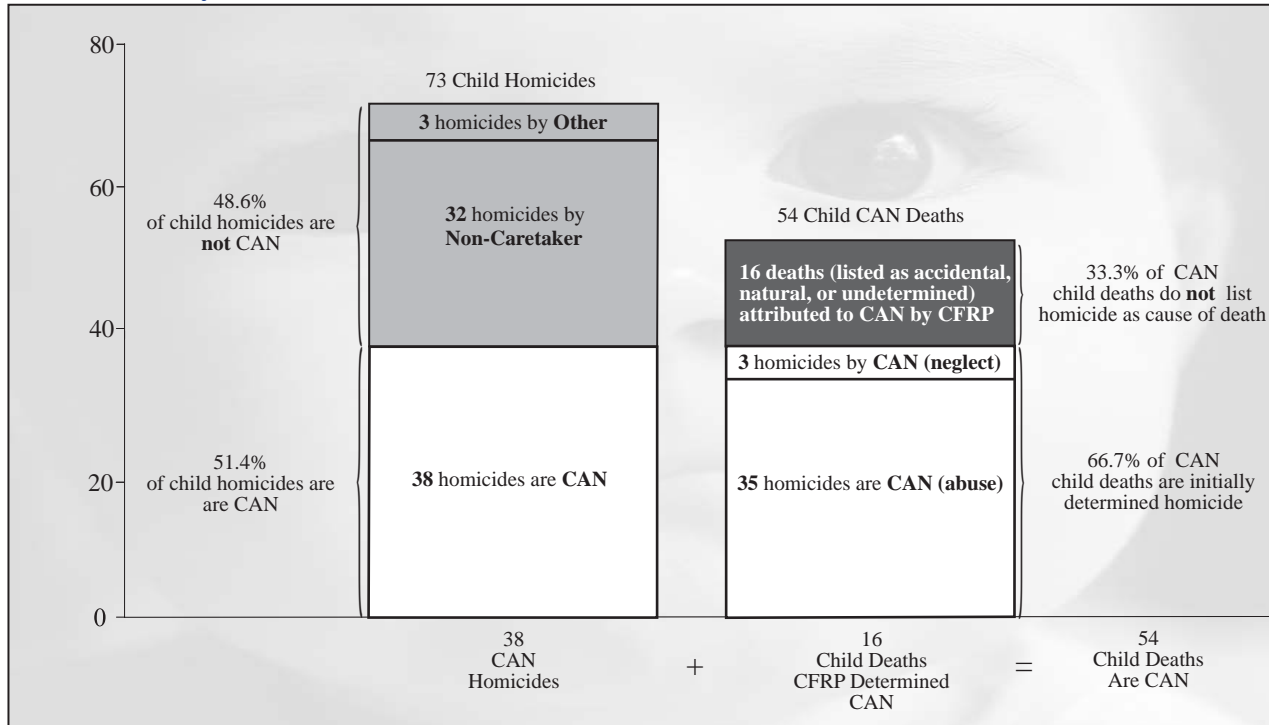 80
73 Child Homicides
3 homicides by Other
60
48.6%
of child homicides are
not CAN
32 homicides by
Non-Caretaker
54 Child CAN Deaths
16 deaths (listed as accidental,
natural, or undetermined)
attributed to CAN by CFRP
33.3% of CAN
child deaths do not list
homicide as cause of death
40
3 homicides by CAN (neglect)
51.4%
of child homicides are
are CAN
20
38 homicides are CAN
35 homicides are CAN (abuse)
66.7% of CAN
child deaths are initially
determined homicide
0
38
CAN
Homicides
+
16
Child Deaths
CFRP Determined
CAN
=
54
Child Deaths
Are CAN